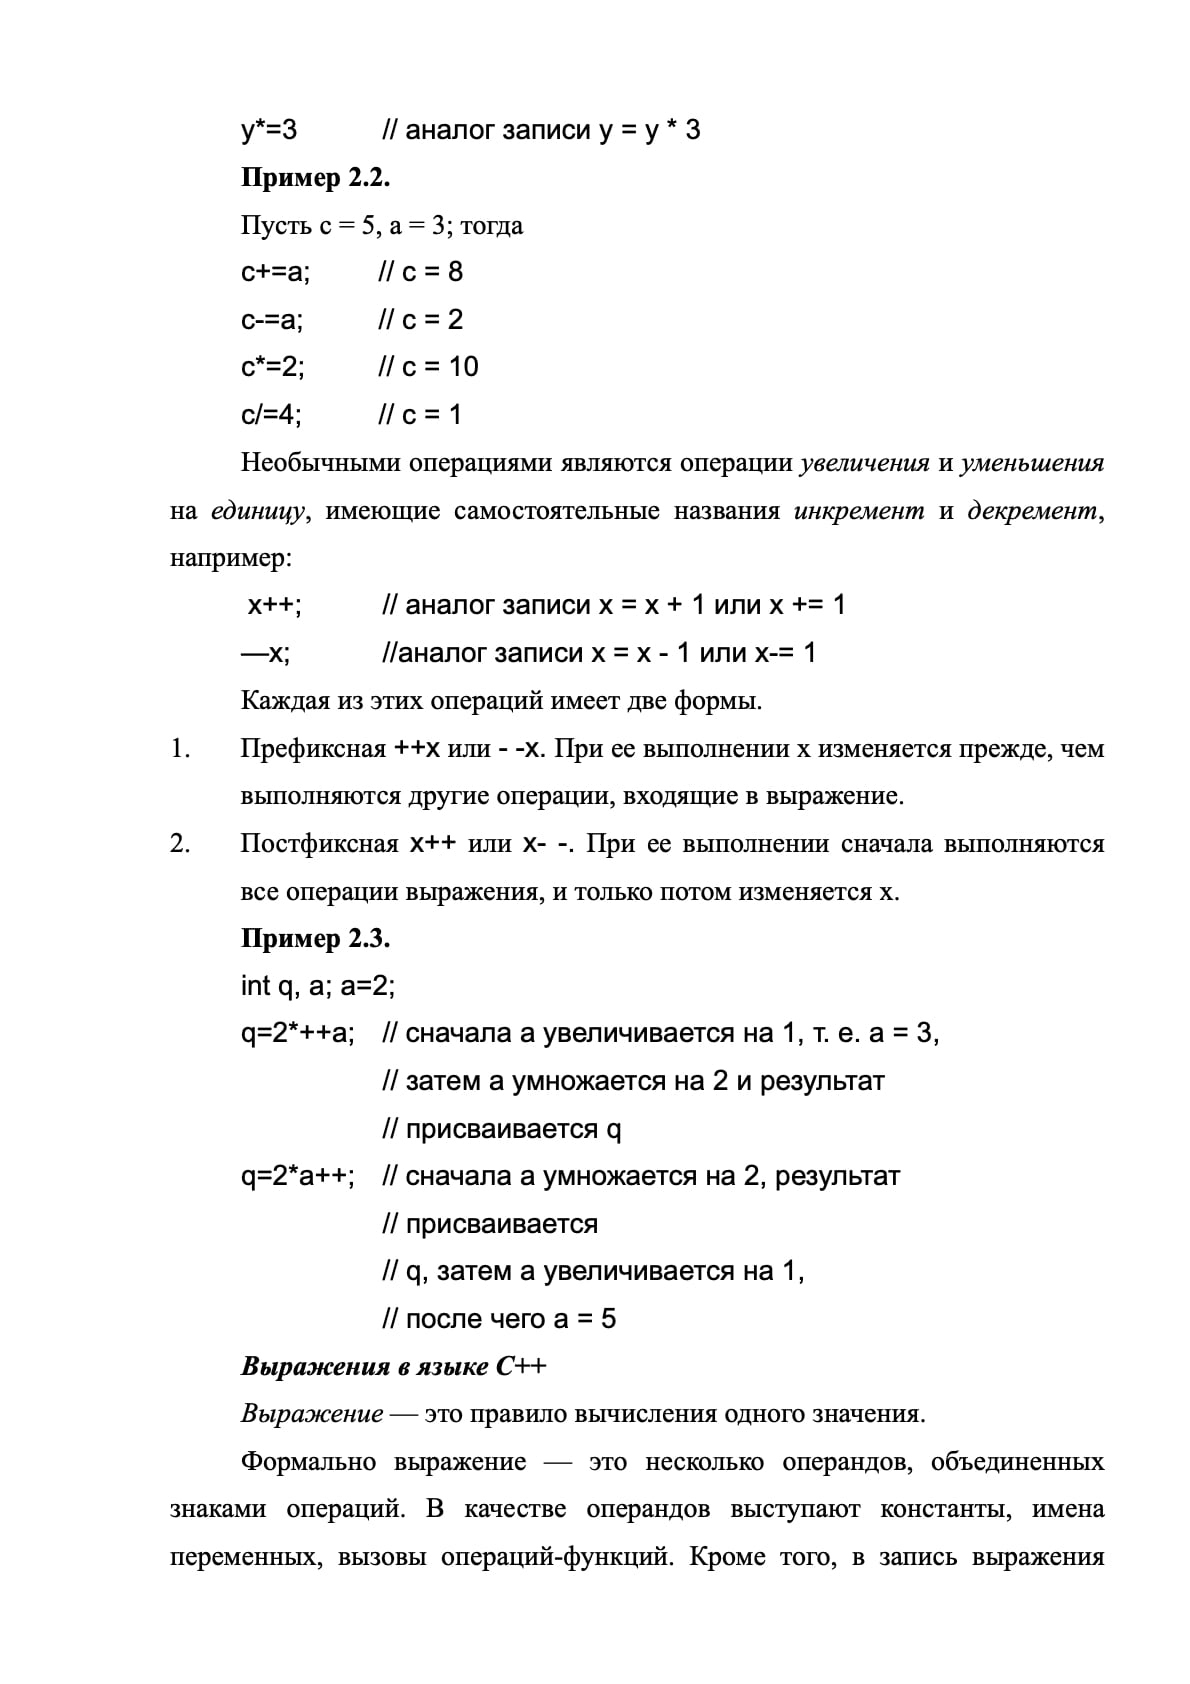 y*=3 // аналог записи y = y * 3
Пример 2.2.
Пусть c = 5, a = 3; тогда
c+=a; // c = 8
c-=a; // c = 2
c*=2; // c = 10
c/=4; // c = 1
Необычными операциями являются операции увеличения и уменьшения
на единицу, имеющие самостоятельные названия инкремент и декремент,
например:
x++; // аналог записи x = x + 1 или x += 1
—x; //аналог записи x = x - 1 или x-= 1
Каждая из этих операций имеет две формы.
1. Префиксная ++x или - -x. При ее выполнении x изменяется прежде, чем
выполняются другие операции, входящие в выражение.
2. Постфиксная x++ или x- -. При ее выполнении сначала выполняются
все операции выражения, и только потом изменяется x.
Пример 2.3.
int q, a; a=2;
q=2*++a; // сначала a увеличивается на 1, т. е. a = 3,
// затем a умножается на 2 и результат
// присваивается q
q=2*a++; // сначала a умножается на 2, результат
// присваивается
// q, затем a увеличивается на 1,
// после чего a = 5
Выражения в языке C++
Выражение — это правило вычисления одного значения.
Формально выражение — это несколько операндов, объединенных
знаками операций. В качестве операндов выступают константы, имена
переменных, вызовы операций-функций. Кроме того, в запись выражения